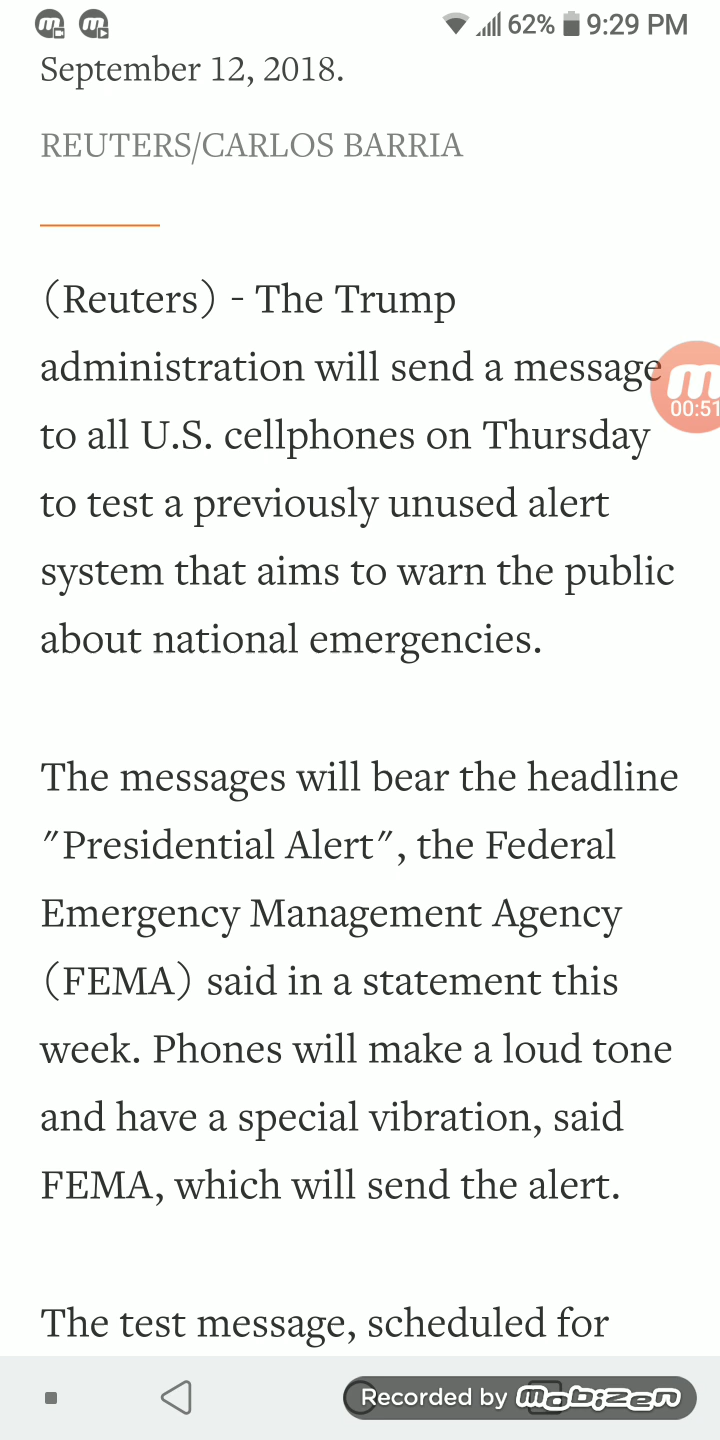 62% 9:29 PM
September 12, 2018.
REUTERS/CARLOS BARRIA
(Reuters) - The Trump
administration will send a message
m
00:51
to all U.S. cellphones on Thursday
to test a previously unused alert
system that aims to warn the public
about national emergencies.
The messages will bear the headline
"Presidential Alert", the Federal
Emergency Management Agency
(FEMA) said in a statement this
week. Phones will make a loud tone
and have a special vibration, said
FEMA, which will send the alert.
The test message, scheduled for
Recorded by mobizen